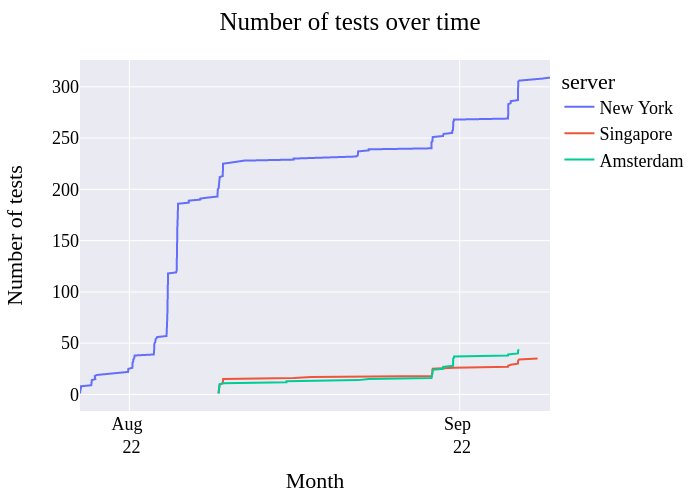 Number of tests over time
Number of tests
300
250
200
150
100
50
0
Aug
22
Sep
22
Month
server
New York
Singapore
Amsterdam